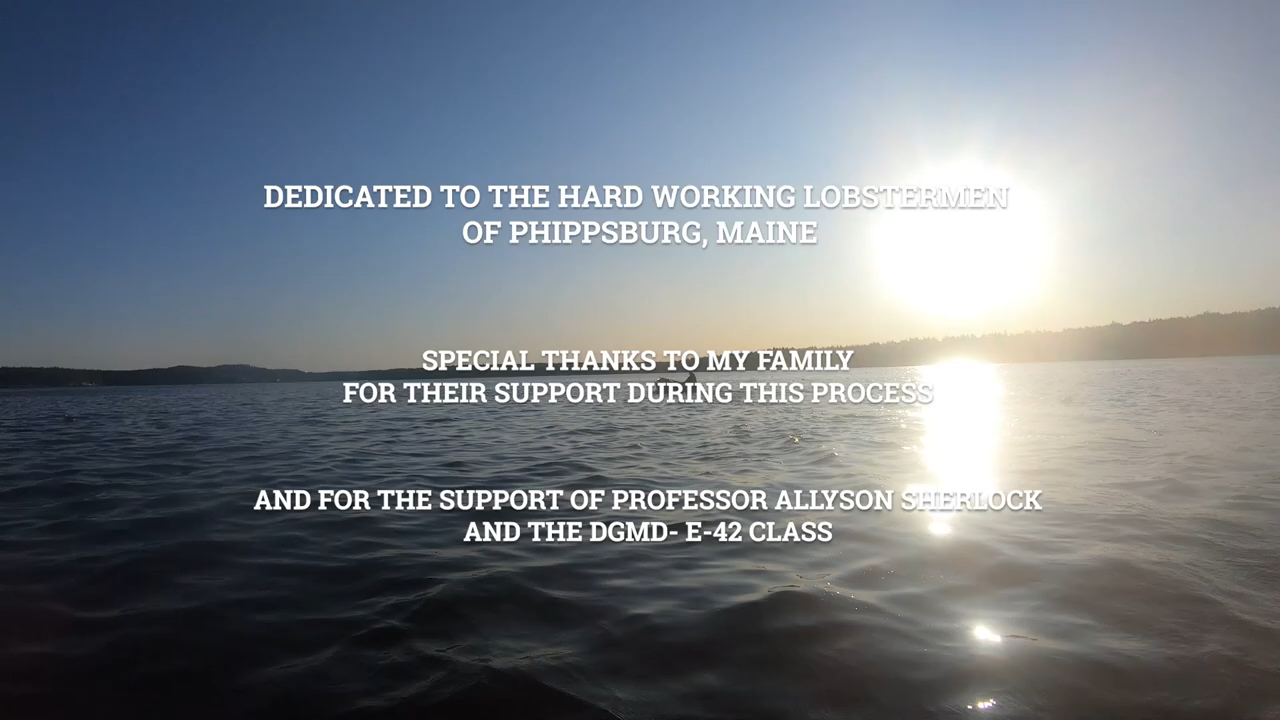 DEDICATED TO THE HARD WORKING LOBSTERMEN
OF PHIPPSBURG, MAINE
SPECIAL THANKS TO MY FAMILY
FOR THEIR SUPPORT DURING THIS PROCESS
AND FOR THE SUPPORT OF PROFESSOR ALLYSON SHERLOCK
AND THE DGMD- E-42 CLASS